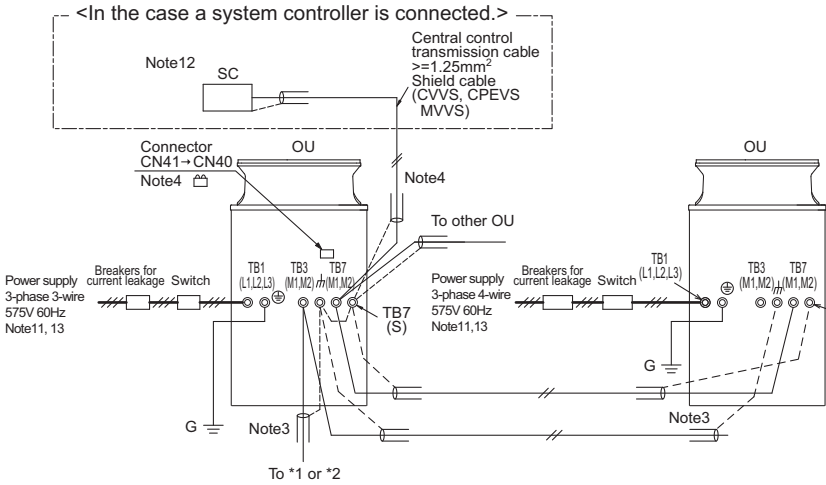 <In the case a system controller is connected.>
Note12
SC
Central control
transmission cable
>=1.25mm²
Shield cable
(CVVS, CPEVS
MVVS)
Connector
CN41→CN40
Note4
OU
Note4
To other OU
OU
Power supply
3-phase 3-wire
575V 60Hz
Note11, 13
Breakers for
current leakage
Switch
TB1
(L1,L2,L3)
TB3
(M1,M2)
TB7
(M1,M2)
TB7
(S)
G
Note3
To *1 or *2
Power supply
3-phase 4-wire
575V 60Hz
Note11,13
Breakers for
current leakage
Switch
TB1
(L1,L2,L3)
TB3
(M1,M2)
TB7
(M1,M2)
G
Note3